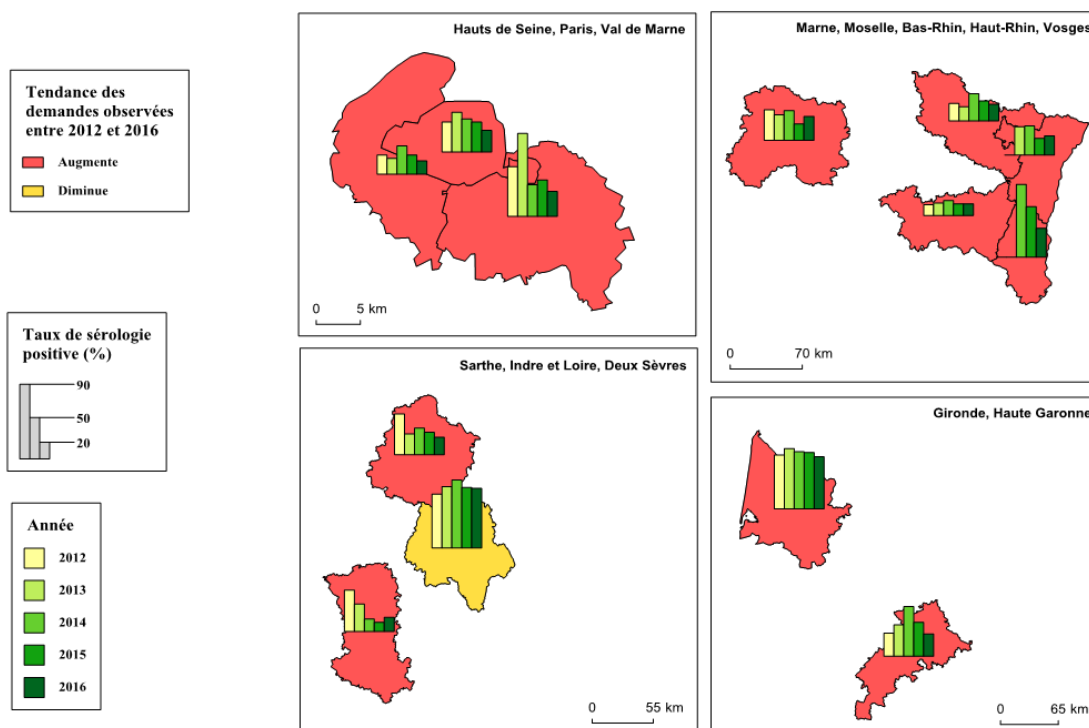 Hauts de Seine, Paris, Val de Marne
Marne, Moselle, Bas-Rhin, Haut-Rhin, Vosges
Tendance des
demandes observées
entre 2012 et 2016
Augmente
Diminue
0
5 km
0
70 km
Taux de sérologie
positive (%)
90
50
20
Sarthe, Indre et Loire, Deux Sèvres
Gironde, Haute Garonne
Année
2012
2013
2014
2015
2016
0
55 km
0
65 km